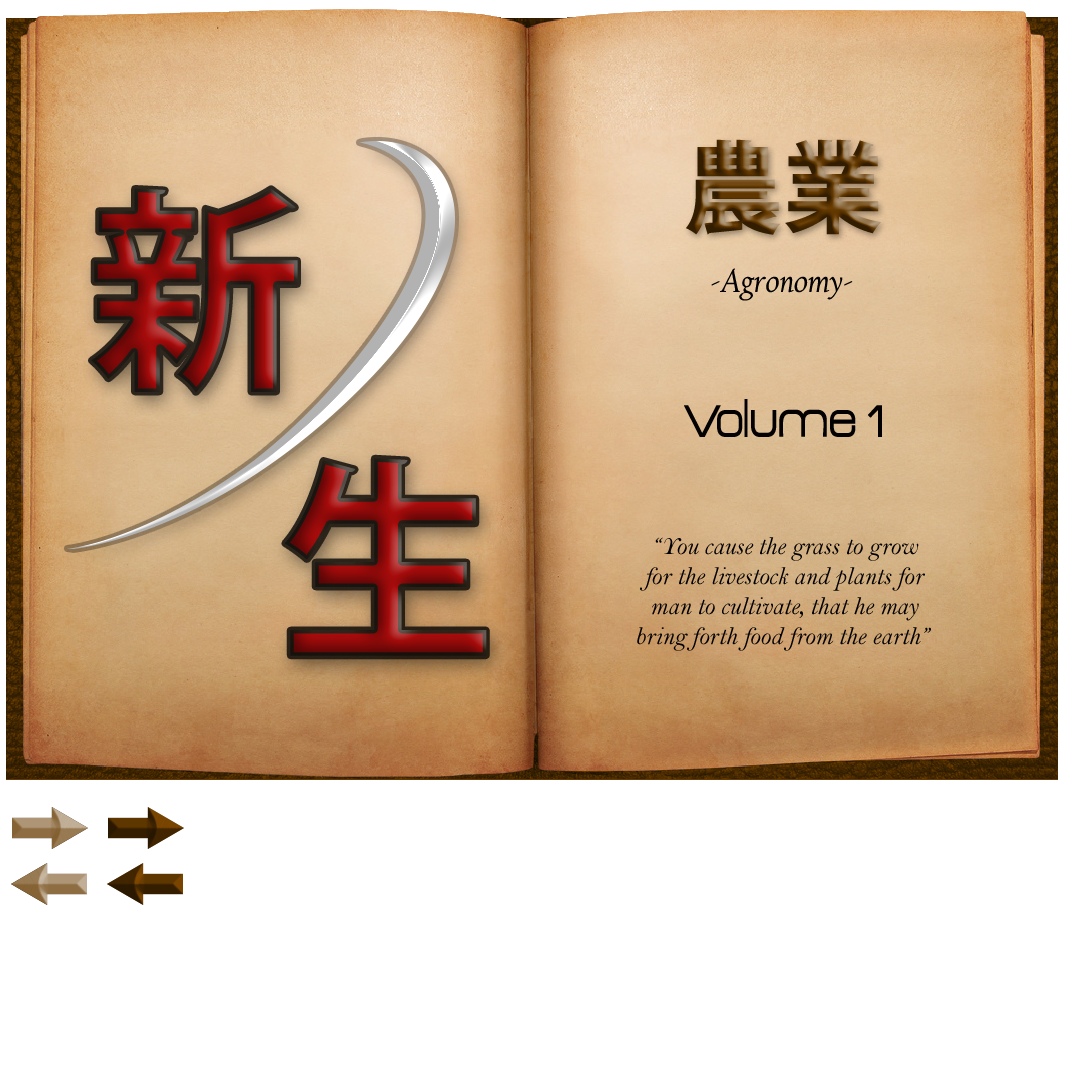 新
生
農業
-Agronomy-
Volume 1
“You cause the grass to grow
for the livestock and plants for
man to cultivate, that he may
bring forth food from the earth”